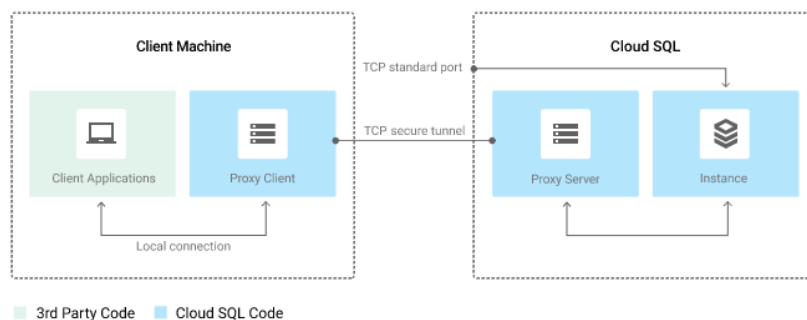 Client Machine
Cloud SQL
TCP standard port
TCP secure tunnel
Client Applications
Proxy Client
Proxy Server
Instance
Local connection
3rd Party Code
Cloud SQL Code